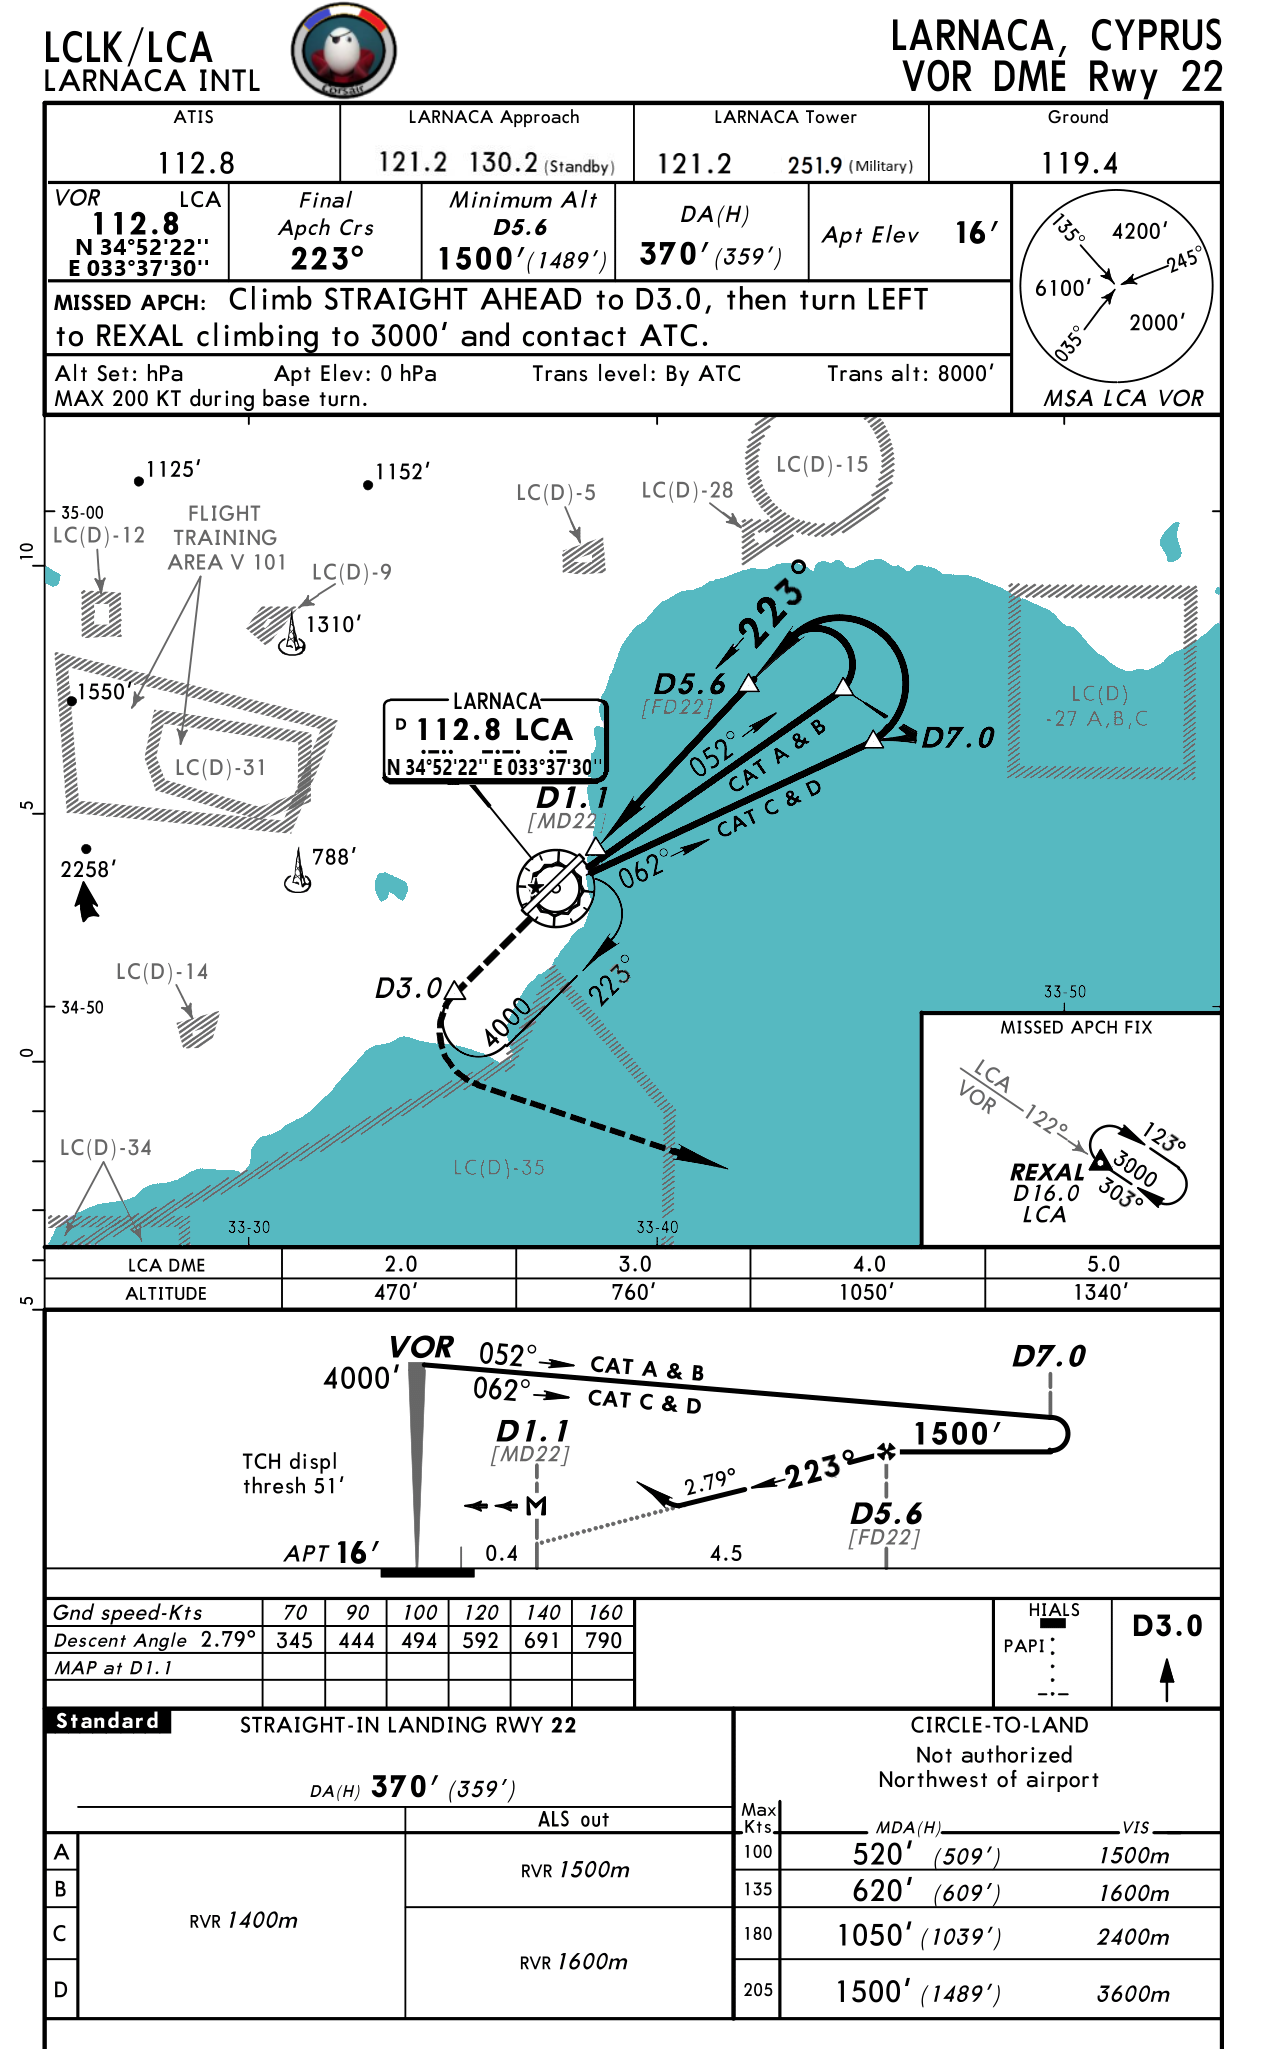 LCLK/LCA
LARNACA INTL
Corsair
LARNACA, CYPRUS
VOR DME Rwy 22
ATIS
112.8
LARNACA Approach
121.2 130.2 (Standby)
LARNACA Tower
121.2 251.9 (Military)
Ground
119.4
VOR LCA
112.8
N 34°52'22''
E 033°37'30''
Final
Apch Crs
223°
Minimum Alt
D5.6
1500' (1489')
DA(H)
370' (359')
Apt Elev 16'
135°
4200'
245°
6100'
2000'
035°
MSA LCA VOR
MISSED APCH: Climb STRAIGHT AHEAD to D3.0, then turn LEFT
to REXAL climbing to 3000' and contact ATC.
Alt Set: hPa Apt Elev: 0 hPa Trans level: By ATC Trans alt: 8000'
MAX 200 KT during base turn.
1125'
1152'
LC(D)-15
LC(D)-5
LC(D)-28
35-00
LC(D)-12
FLIGHT
TRAINING
AREA V 101
10
LC(D)-9
1310'
223°
1550'
D5.6
[FD22]
LC(D)
-27 A,B,C
LARNACA
D 112.8 LCA
N 34°52'22'' E 033°37'30''
052°
CAT A & B
D7.0
LC(D)-31
D1.1
[MD22]
5
CAT C & D
062°
2258'
788'
LC(D)-14
D3.0
223°
4000
34-50
33-50
0
MISSED APCH FIX
LCA
VOR
122°
123°
3000
303°
REXAL
D16.0
LCA
LC(D)-34
LC(D)-35
33-30
33-40
5
LCA DME 2.0 3.0 4.0 5.0
ALTITUDE 470' 760' 1050' 1340'
VOR
4000'
052° CAT A & B
062° CAT C & D
D7.0
D1.1
[MD22]
1500'
TCH displ
thresh 51'
2.79°
223°
M
D5.6
[FD22]
APT 16'
0.4
4.5
Gnd speed-Kts 70 90 100 120 140 160
Descent Angle 2.79° 345 444 494 592 691 790
MAP at D1.1
HIALS
PAPI
D3.0
Standard
STRAIGHT-IN LANDING RWY 22
DA(H) 370' (359')
ALS out
A
B
C
D
RVR 1400m
RVR 1500m
RVR 1600m
CIRCLE-TO-LAND
Not authorized
Northwest of airport
Max
Kts
MDA(H) VIS
100 520' (509') 1500m
135 620' (609') 1600m
180 1050' (1039') 2400m
205 1500' (1489') 3600m